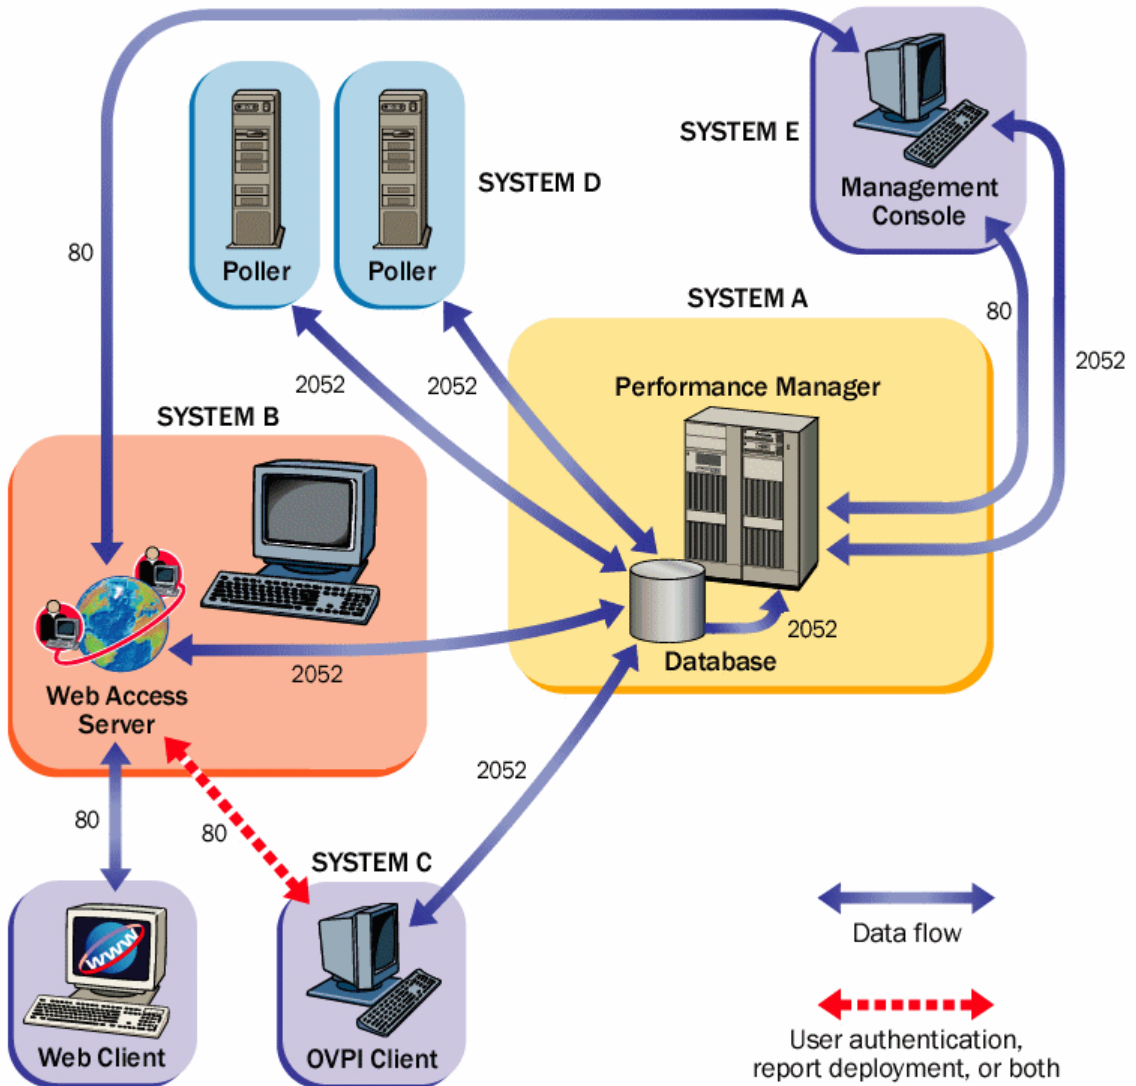 SYSTEM E
Management
Console
SYSTEM D
Poller
Poller
80
SYSTEM A
80
2052
2052
2052
Performance Manager
SYSTEM B
2052
Database
2052
Web Access
Server
2052
80
80
SYSTEM C
WWW
Web Client
OVPI Client
Data flow
User authentication,
report deployment, or both